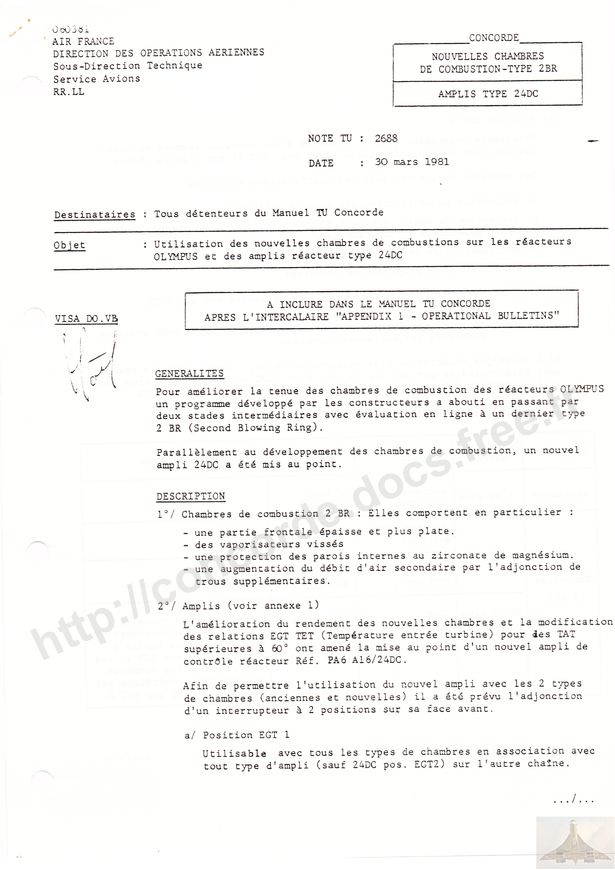 060381
AIR FRANCE
DIRECTION DES OPERATIONS AERIENNES
Sous-Direction Technique
Service Avions
RR.LL
CONCORDE
NOUVELLES CHAMBRES
DE COMBUSTION-TYPE 2BR
AMPLIS TYPE 24DC
NOTE TU : 2688
DATE : 30 mars 1981
Destinataires : Tous détenteurs du Manuel TU Concorde
Objet : Utilisation des nouvelles chambres de combustions sur les réacteurs
OLYMPUS et des amplis réacteur type 24DC
A INCLURE DANS LE MANUEL TU CONCORDE
APRES L'INTERCALAIRE "APPENDIX 1 - OPERATIONAL BULLETINS"
VISA DO.VB
GENERALITES
Pour améliorer la tenue des chambres de combustion des réacteurs OLYMPUS
un programme développé par les constructeurs a abouti en passant par
deux stades intermédiaires avec évaluation en ligne à un dernier type
2 BR (Second Blowing Ring).
Parallèlement au développement des chambres de combustion, un nouvel
ampli 24DC a été mis au point.
DESCRIPTION
1°/ Chambres de combustion 2 BR : Elles comportent en particulier :
- une partie frontale épaisse et plus plate.
- des vaporisateurs vissés
- une protection des parois internes au zirconate de magnésium.
- une augmentation du débit d'air secondaire par l'adjonction de
trous supplémentaires.
2°/ Amplis (voir annexe 1)
L'amélioration du rendement des nouvelles chambres et la modification
des relations EGT TET (Température entrée turbine) pour des TAT
supérieures à 60° ont amené la mise au point d'un nouvel ampli de
contrôle réacteur Réf. PA6 A16/24DC.
Afin de permettre l'utilisation du nouvel ampli avec les 2 types
de chambres (anciennes et nouvelles) il a été prévu l'adjonction
d'un interrupteur à 2 positions sur sa face avant.
a/ Position EGT 1
Utilisable avec tous les types de chambres en association avec
tout type d'ampli (sauf 24DC pos. EGT2) sur l'autre chaîne.
.../...
http://concorde.docs.free.fr